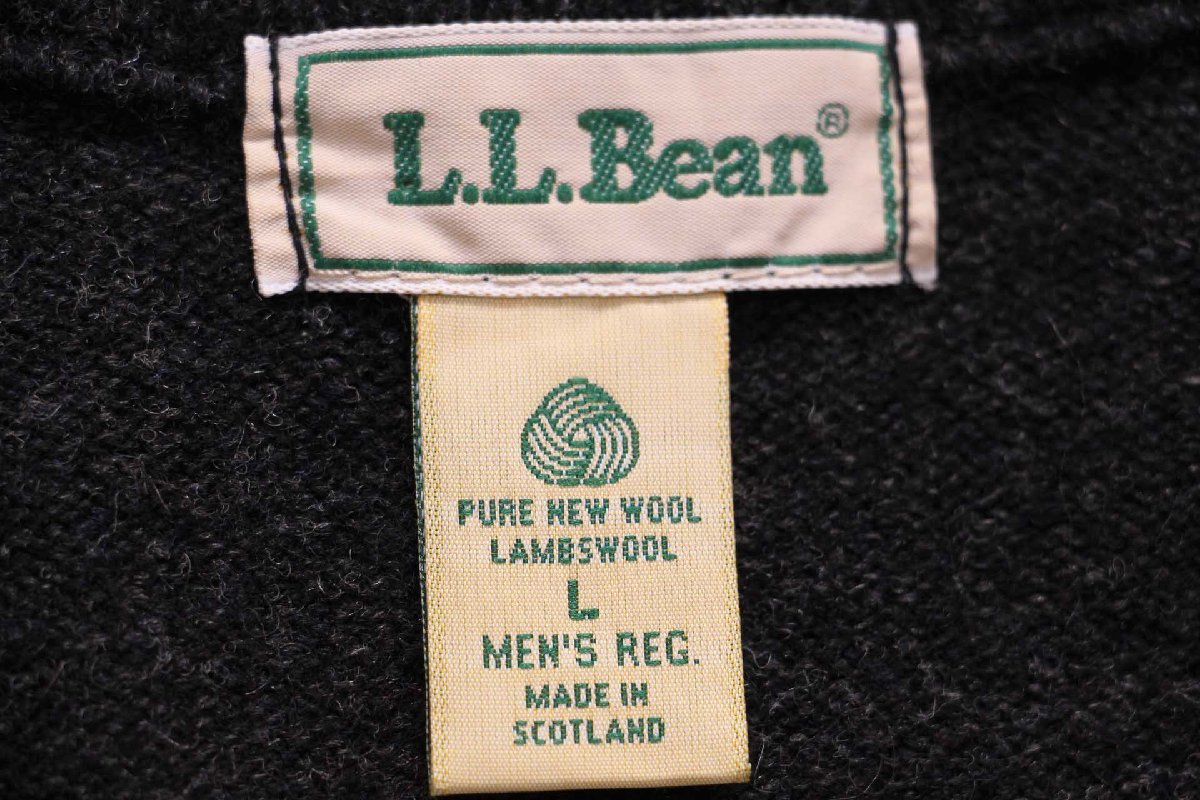 L.L.Bean®
PURE NEW WOOL
LAMBSWOOL
L
MEN'S REG.
MADE IN
SCOTLAND